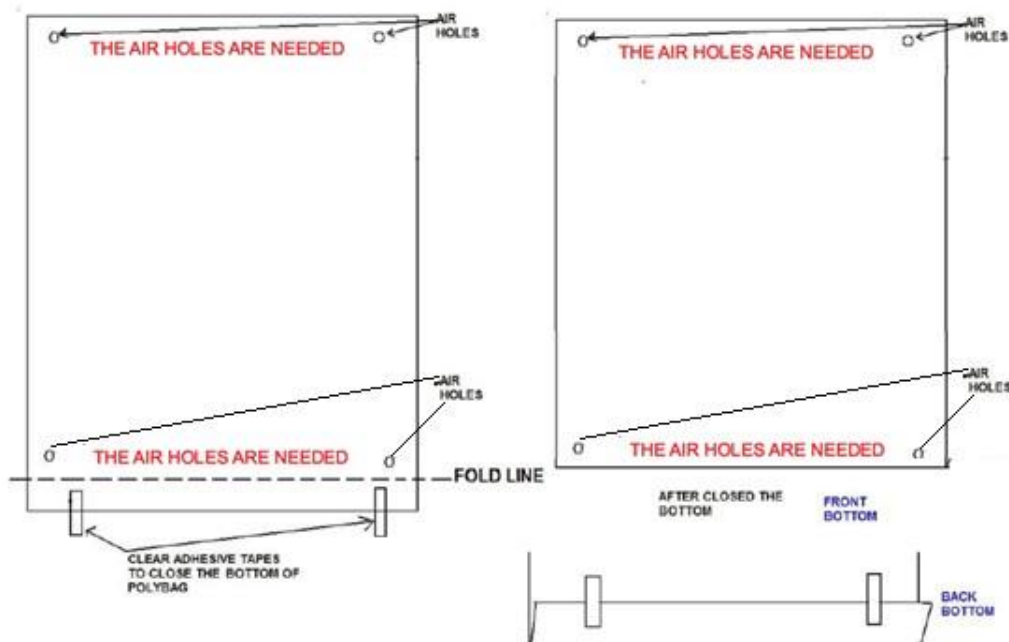 AIR
HOLES
THE AIR HOLES ARE NEEDED
AIR
HOLES
THE AIR HOLES ARE NEEDED
FOLD LINE
CLEAR ADHESIVE TAPES
TO CLOSE THE BOTTOM OF
POLYBAG
AIR
HOLES
THE AIR HOLES ARE NEEDED
AIR
HOLES
THE AIR HOLES ARE NEEDED
AFTER CLOSED THE
BOTTOM
FRONT
BOTTOM
BACK
BOTTOM